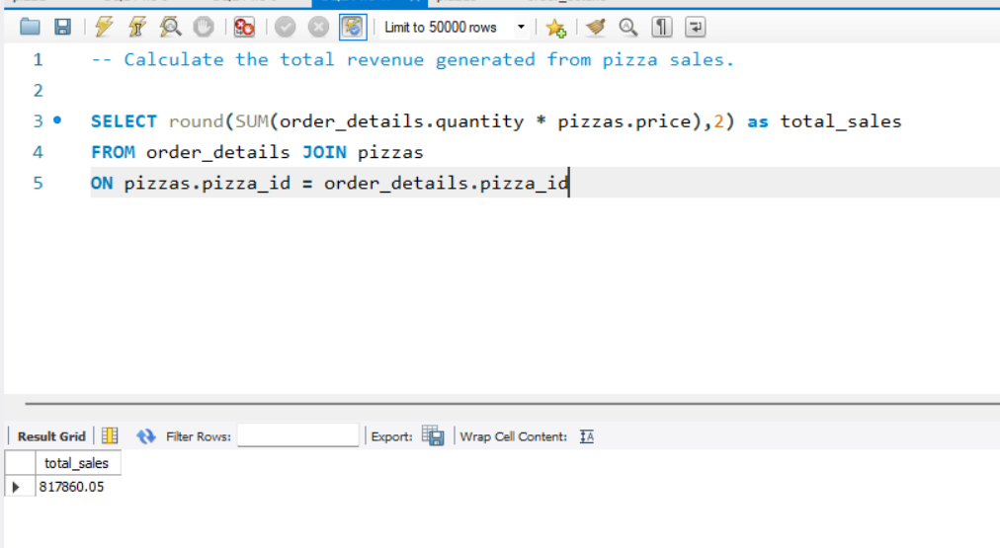 Limit to 50000 rows
1 -- Calculate the total revenue generated from pizza sales.
2
3 SELECT round(SUM(order_details.quantity * pizzas.price),2) as total_sales
4 FROM order_details JOIN pizzas
5 ON pizzas.pizza_id = order_details.pizza_id
Result Grid Filter Rows: Export: Wrap Cell Content: IA
total_sales
817860.05